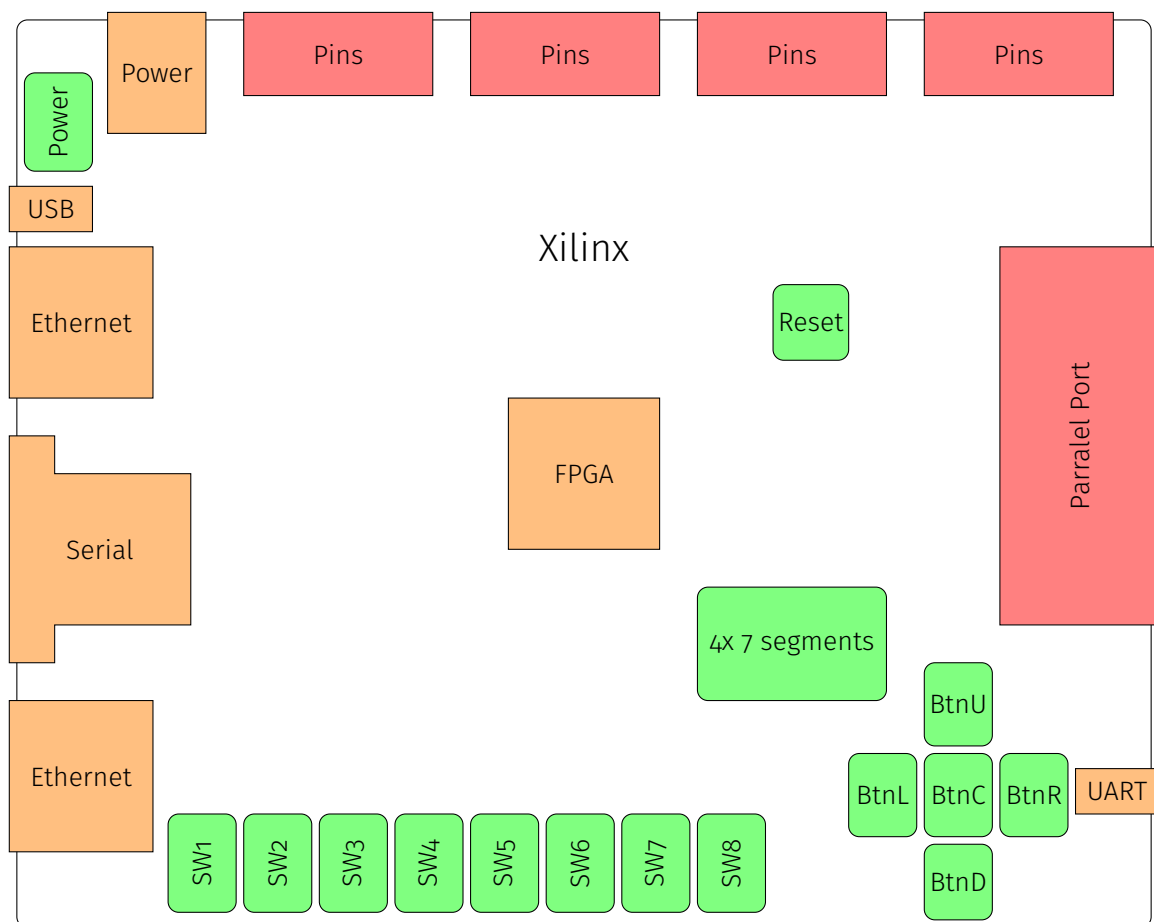 Power
Pins
Pins
Pins
Pins
Power
USB
Xilinx
Ethernet
Reset
FPGA
Parralel Port
Serial
4x 7 segments
BtnU
Ethernet
BtnL
BtnC
BtnR
UART
SW1
SW2
SW3
SW4
SW5
SW6
SW7
SW8
BtnD